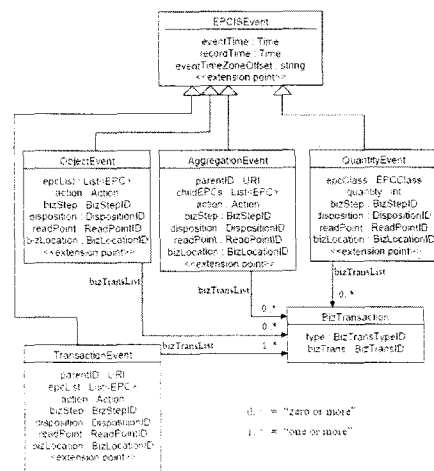 EPCISEvent
eventTime : Time
recordTime : Time
eventTimeZoneOffset : string
<<extension point>>
ObjectEvent
epcList : List<EPC>
action : Action
bizStep : BizStepID
disposition : DispositionID
readPoint : ReadPointID
bizLocation : BizLocationID
<<extension point>>
AggregationEvent
parentID : URI
childEPCs : List<EPC>
action : Action
bizStep : BizStepID
disposition : DispositionID
readPoint : ReadPointID
bizLocation : BizLocationID
<<extension point>>
QuantityEvent
epcClass : EPCClass
quantity : int
bizStep : BizStepID
disposition : DispositionID
readPoint : ReadPointID
bizLocation : BizLocationID
<<extension point>>
bizTransList
bizTransList
bizTransList
0..*
0..*
0..*
BizTransaction
type : BizTransTypeID
bizTrans : BizTransID
bizTransList
1..*
TransactionEvent
parentID : URI
epcList : List<EPC>
action : Action
bizStep : BizStepID
disposition : DispositionID
readPoint : ReadPointID
bizLocation : BizLocationID
<<extension point>>
0..* = "zero or more"
1..* = "one or more"